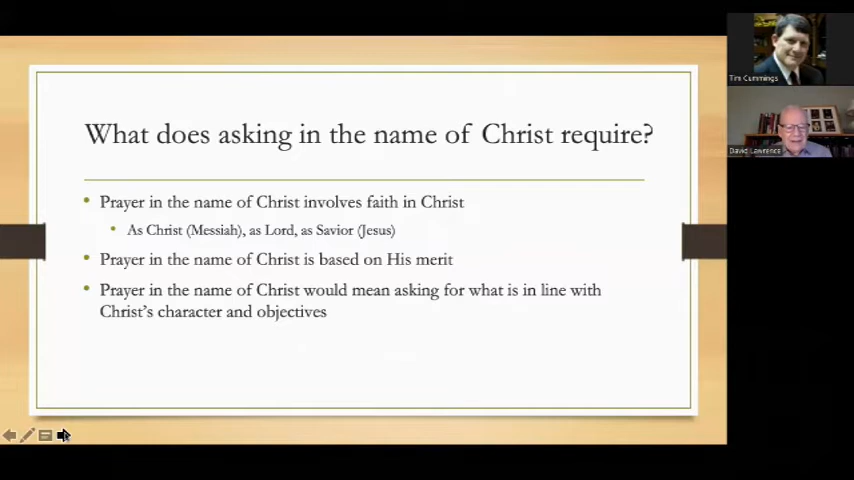 What does asking in the name of Christ require?
• Prayer in the name of Christ involves faith in Christ
• As Christ (Messiah), as Lord, as Savior (Jesus)
• Prayer in the name of Christ is based on His merit
• Prayer in the name of Christ would mean asking for what is in line with
Christ's character and objectives
Tim Cummings
David Lawrence